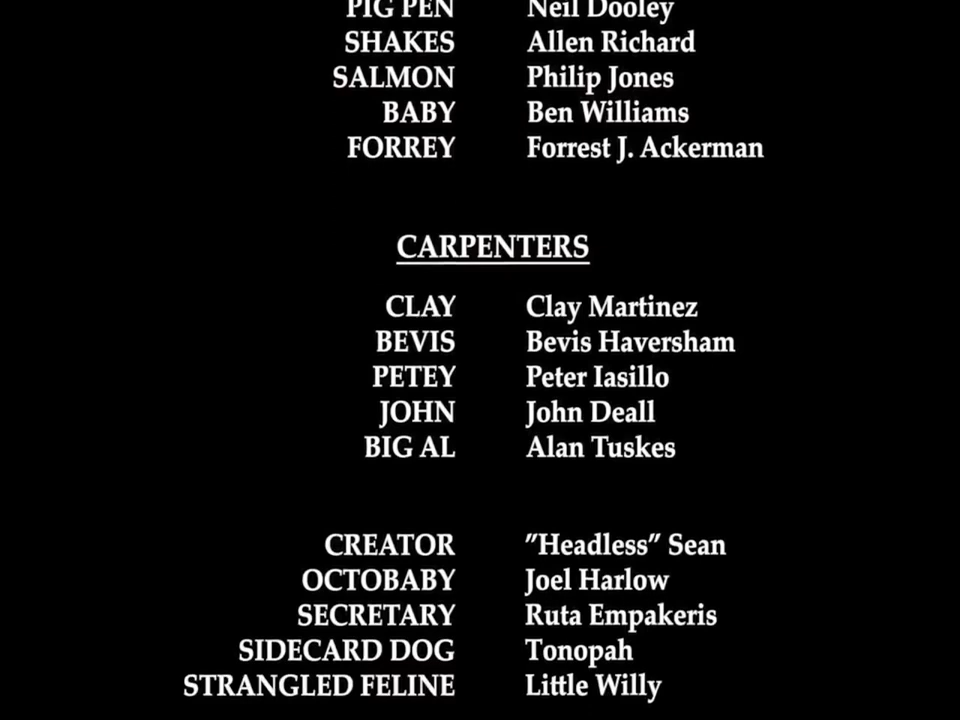 PIG PEN Neil Dooley
SHAKES Allen Richard
SALMON Philip Jones
BABY Ben Williams
FORREY Forrest J. Ackerman
CARPENTERS
CLAY Clay Martinez
BEVIS Bevis Haversham
PETEY Peter Iasillo
JOHN John Deall
BIG AL Alan Tuskes
CREATOR ”Headless” Sean
OCTOBABY Joel Harlow
SECRETARY Ruta Empakeris
SIDECARD DOG Tonopah
STRANGLED FELINE Little Willy